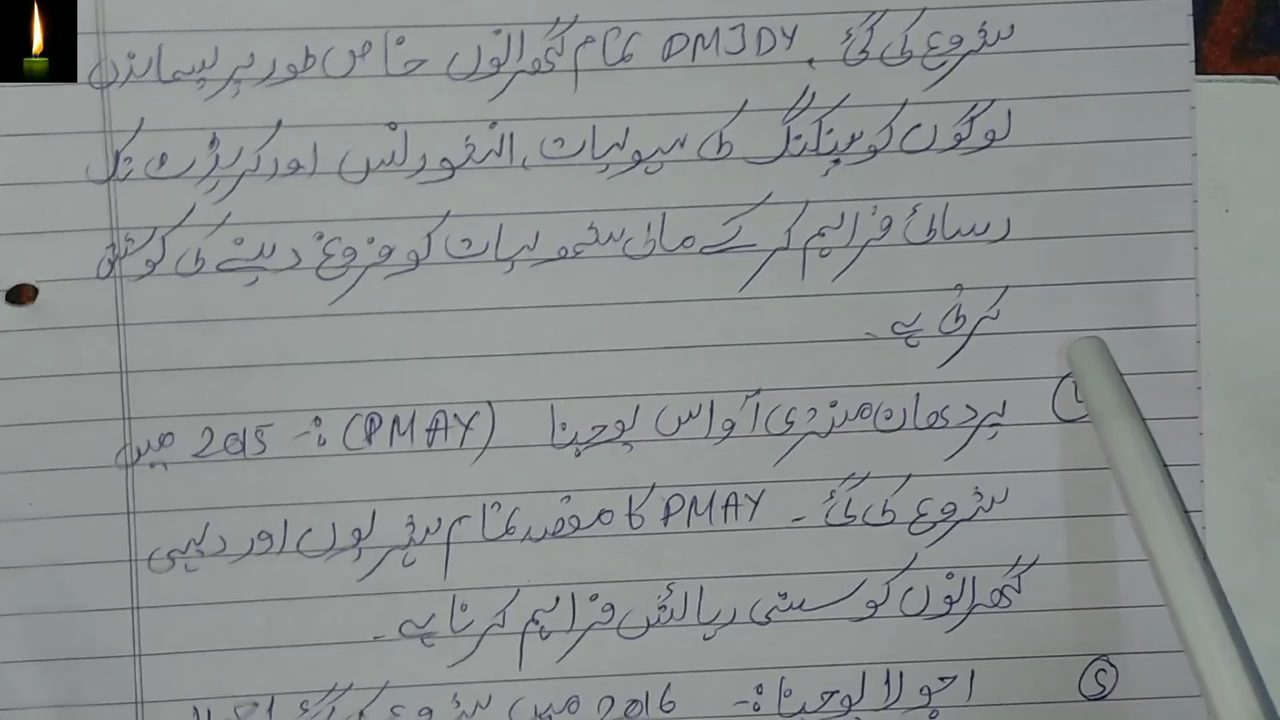 شروع کی گئی۔ PMJDY تمام گھرانوں خاص طور پر پسماندہ
لوگوں کو بینکنگ کی سہولیات، انشورنس اور کریڈٹ تک
رسائی فراہم کر کے مالی شمولیات کو فروغ دینے کی کوشش
کرتی ہے۔
پردھان منتری آواس یوجنا (PMAY) :- 2015 میں
شروع کی گئی۔ PMAY کا مقصد تمام شہریوں اور دیہی
گھرانوں کو سستی رہائش فراہم کرنا ہے۔
اجولا یوجنا :- 2016 میں شروع کی گئی